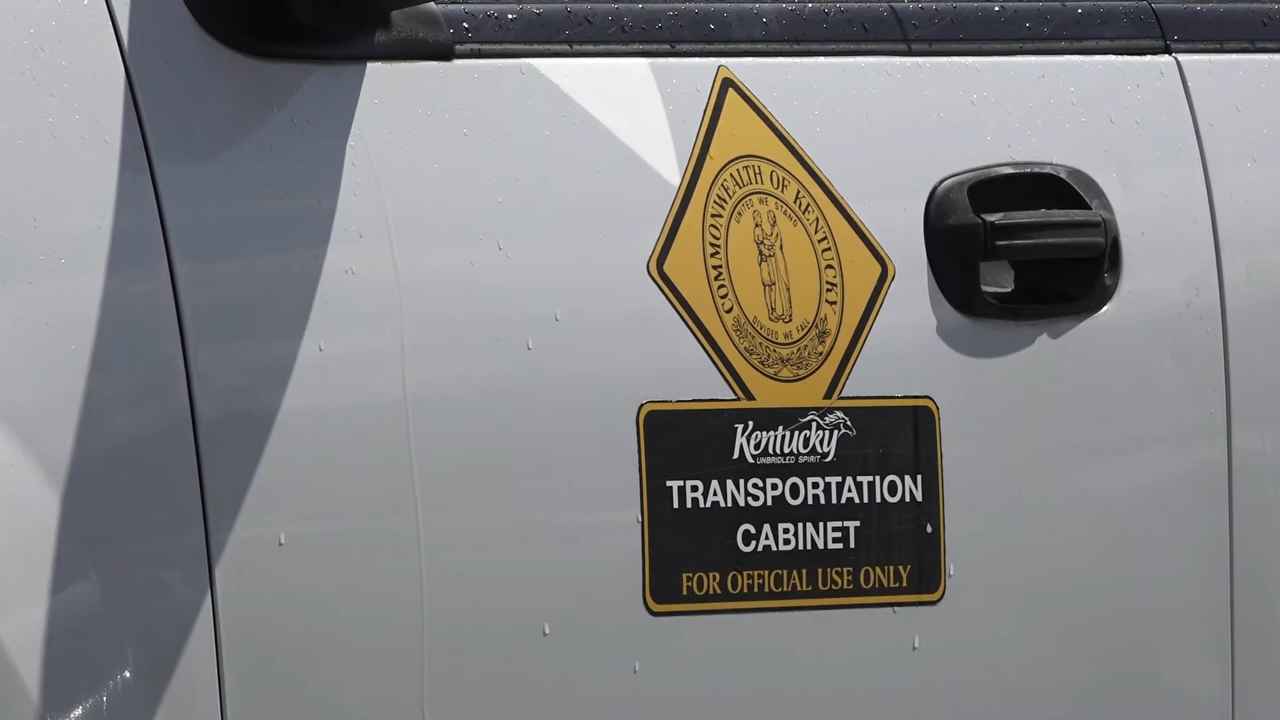 COMMONWEALTH OF KENTUCKY
UNITED WE STAND
DIVIDED WE FALL
Kentucky
UNBRIDLED SPIRIT
TRANSPORTATION
CABINET
FOR OFFICIAL USE ONLY